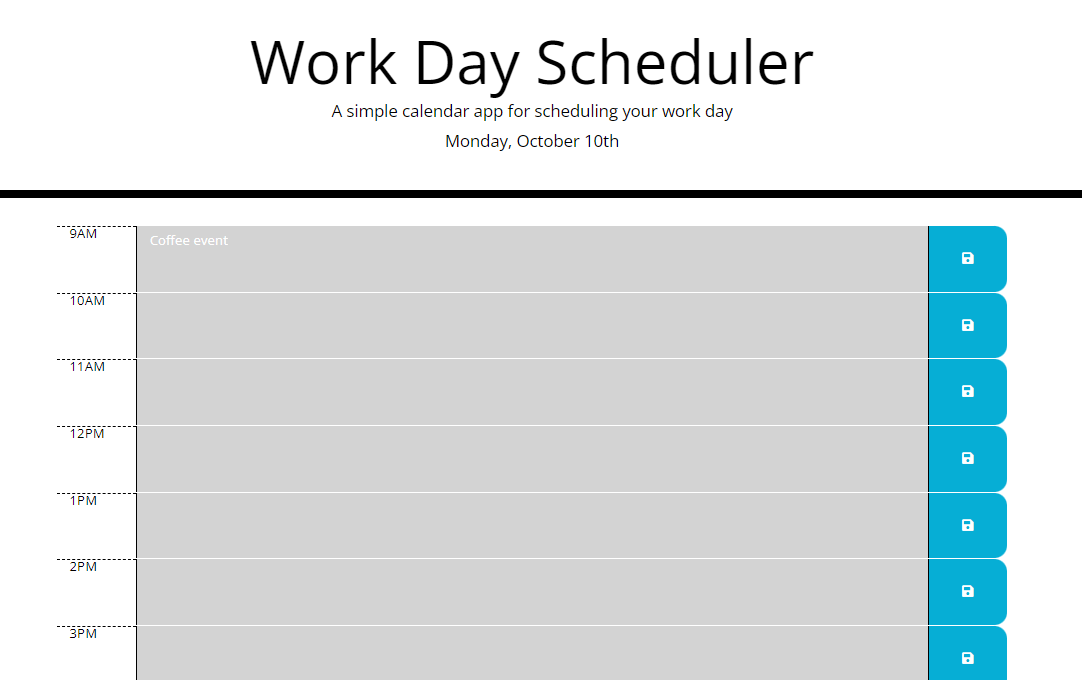 Work Day Scheduler
A simple calendar app for scheduling your work day
Monday, October 10th
9AM
Coffee event
10AM
11AM
12PM
1PM
2PM
3PM